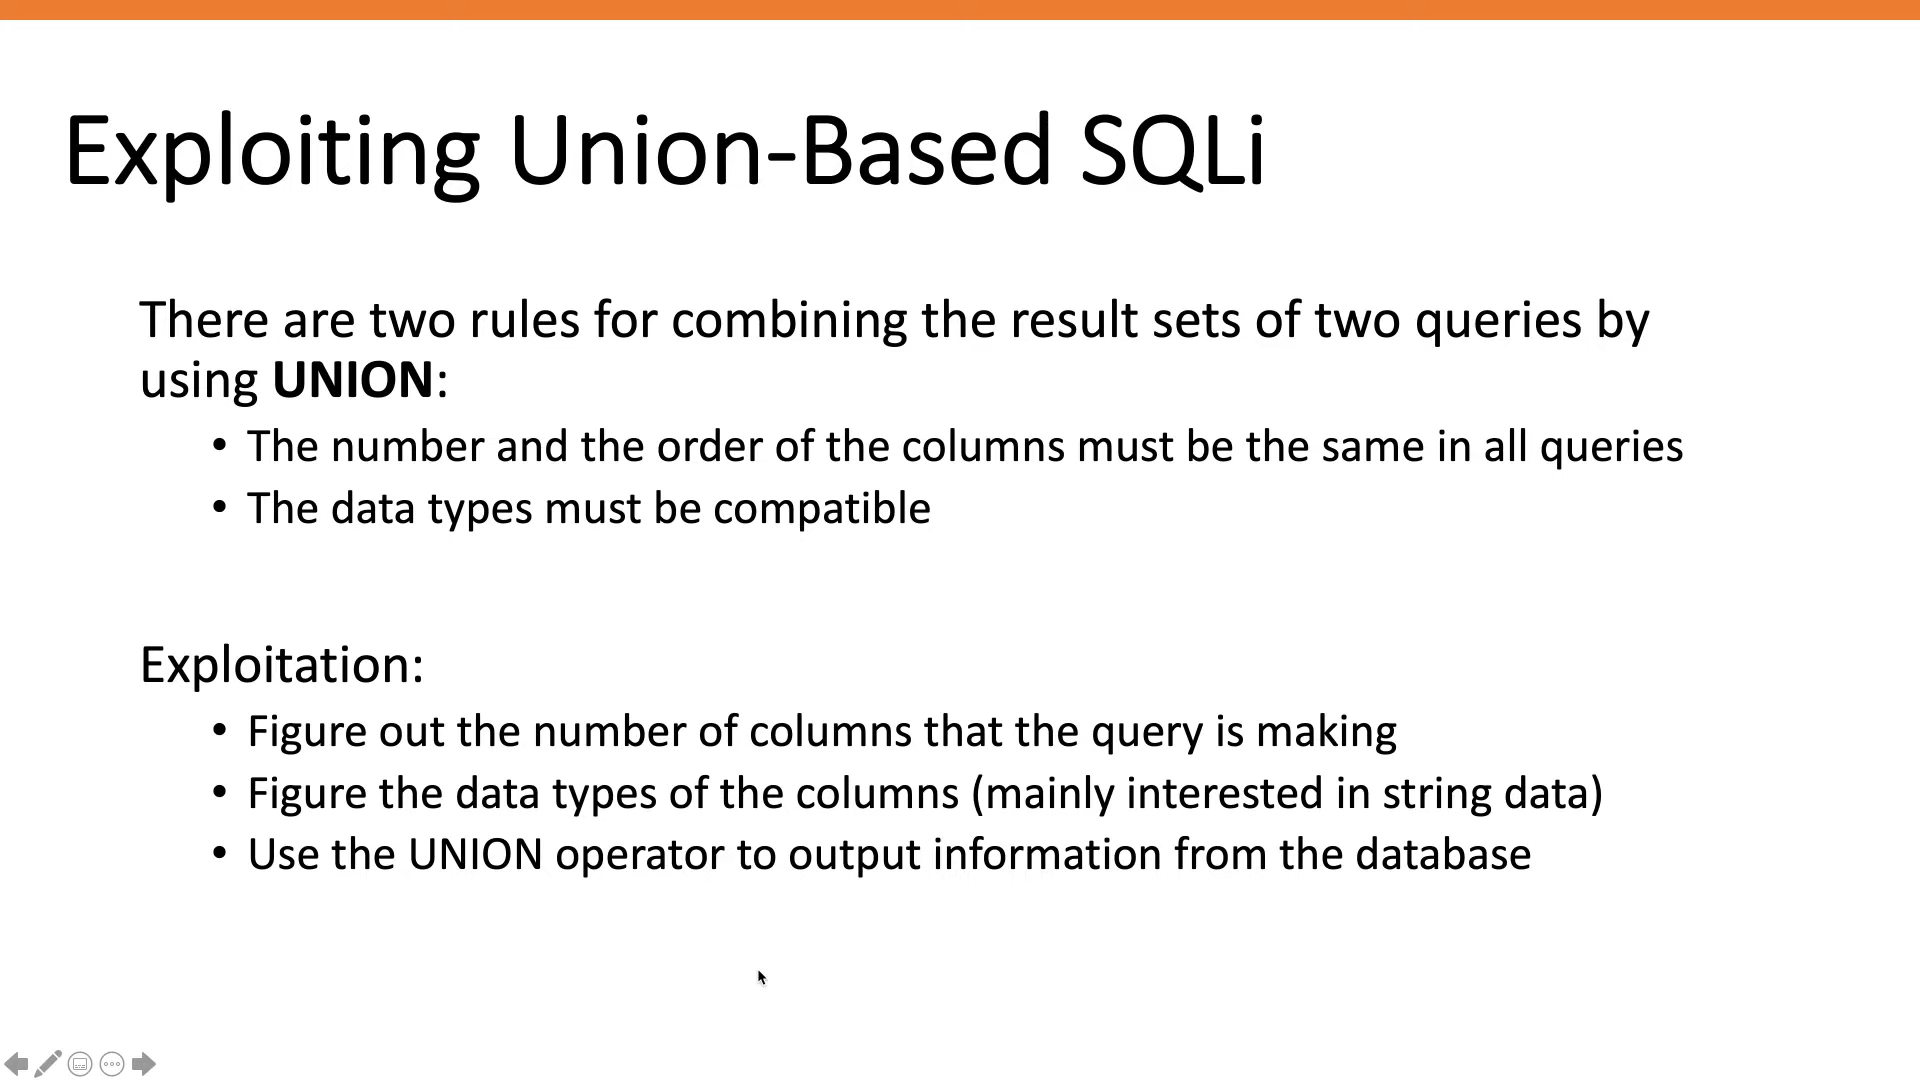 Exploiting Union-Based SQLi
There are two rules for combining the result sets of two queries by
using UNION:
• The number and the order of the columns must be the same in all queries
• The data types must be compatible
Exploitation:
• Figure out the number of columns that the query is making
• Figure the data types of the columns (mainly interested in string data)
• Use the UNION operator to output information from the database